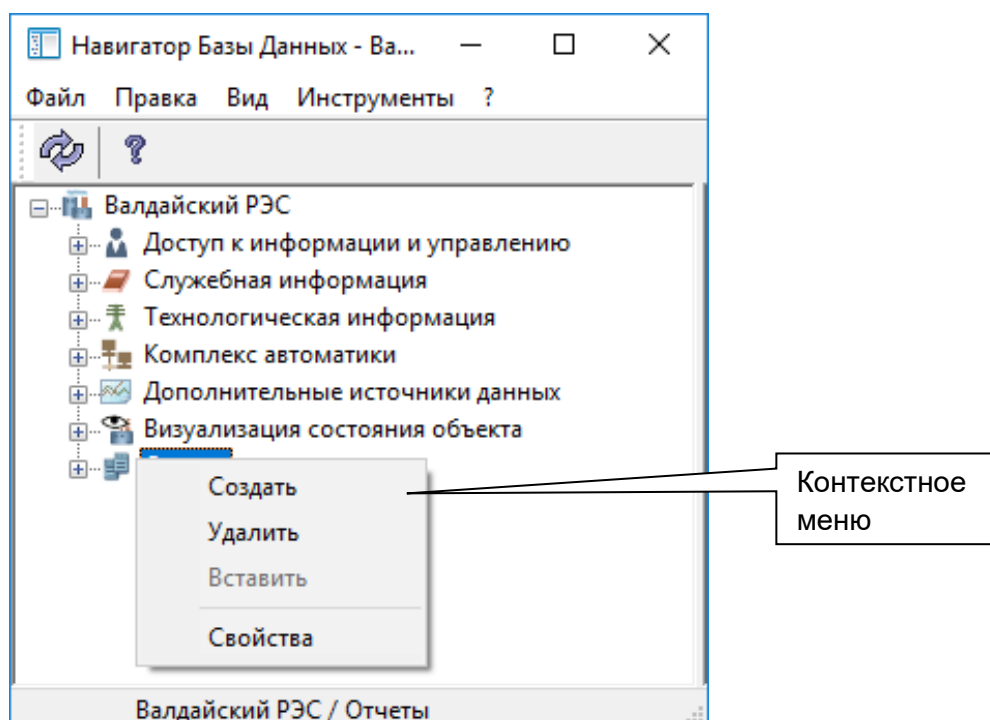 Навигатор Базы Данных - Ва...
Файл Правка Вид Инструменты ?
Валдайский РЭС
Доступ к информации и управлению
Служебная информация
Технологическая информация
Комплекс автоматики
Дополнительные источники данных
Визуализация состояния объекта
Создать
Удалить
Вставить
Свойства
Контекстное
меню
Валдайский РЭС / Отчеты